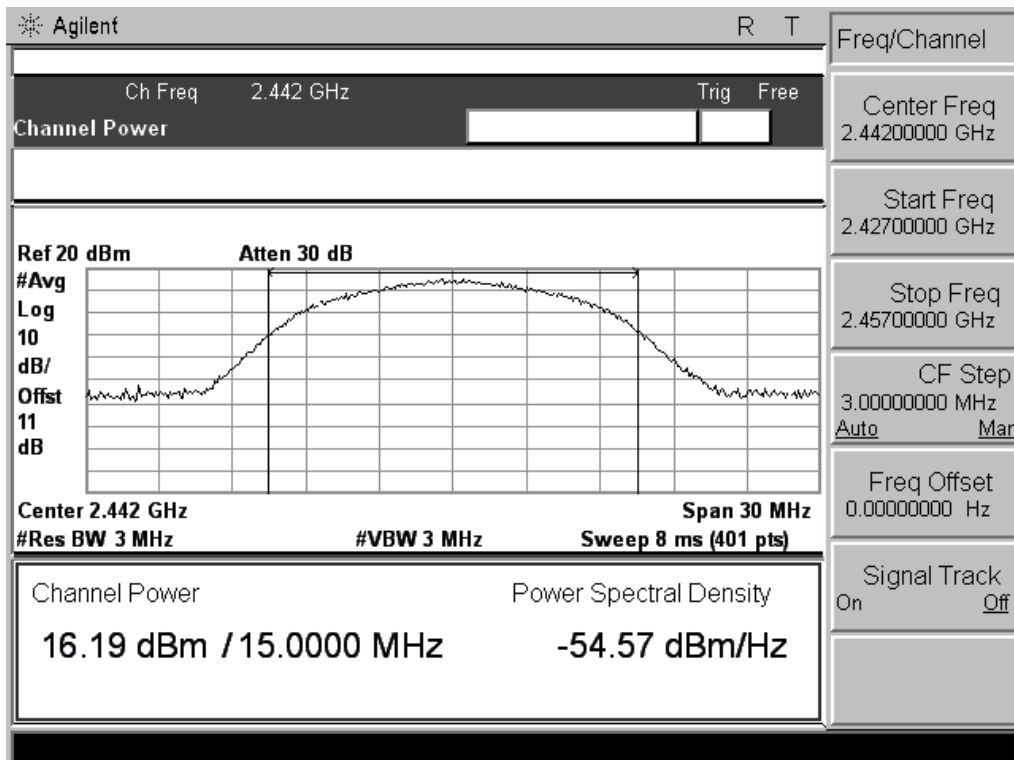 Agilent R T
Ch Freq 2.442 GHz Trig Free
Channel Power
Ref 20 dBm Atten 30 dB
#Avg
Log
10
dB/
Offst
11
dB
Center 2.442 GHz Span 30 MHz
#Res BW 3 MHz #VBW 3 MHz Sweep 8 ms (401 pts)
Channel Power Power Spectral Density
16.19 dBm / 15.0000 MHz -54.57 dBm/Hz
Freq/Channel
Center Freq
2.44200000 GHz
Start Freq
2.42700000 GHz
Stop Freq
2.45700000 GHz
CF Step
3.00000000 MHz
Auto Mar
Freq Offset
0.00000000 Hz
Signal Track
On Off